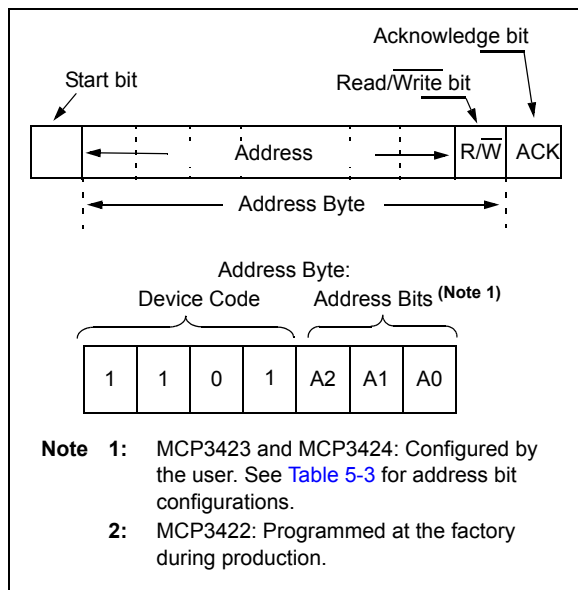 Acknowledge bit
Start bit
Read/Write bit
Address
R/W
ACK
Address Byte
Address Byte:
Device Code
Address Bits (Note 1)
1 1 0 1 A2 A1 A0
Note 1: MCP3423 and MCP3424: Configured by
the user. See Table 5-3 for address bit
configurations.
2: MCP3422: Programmed at the factory
during production.